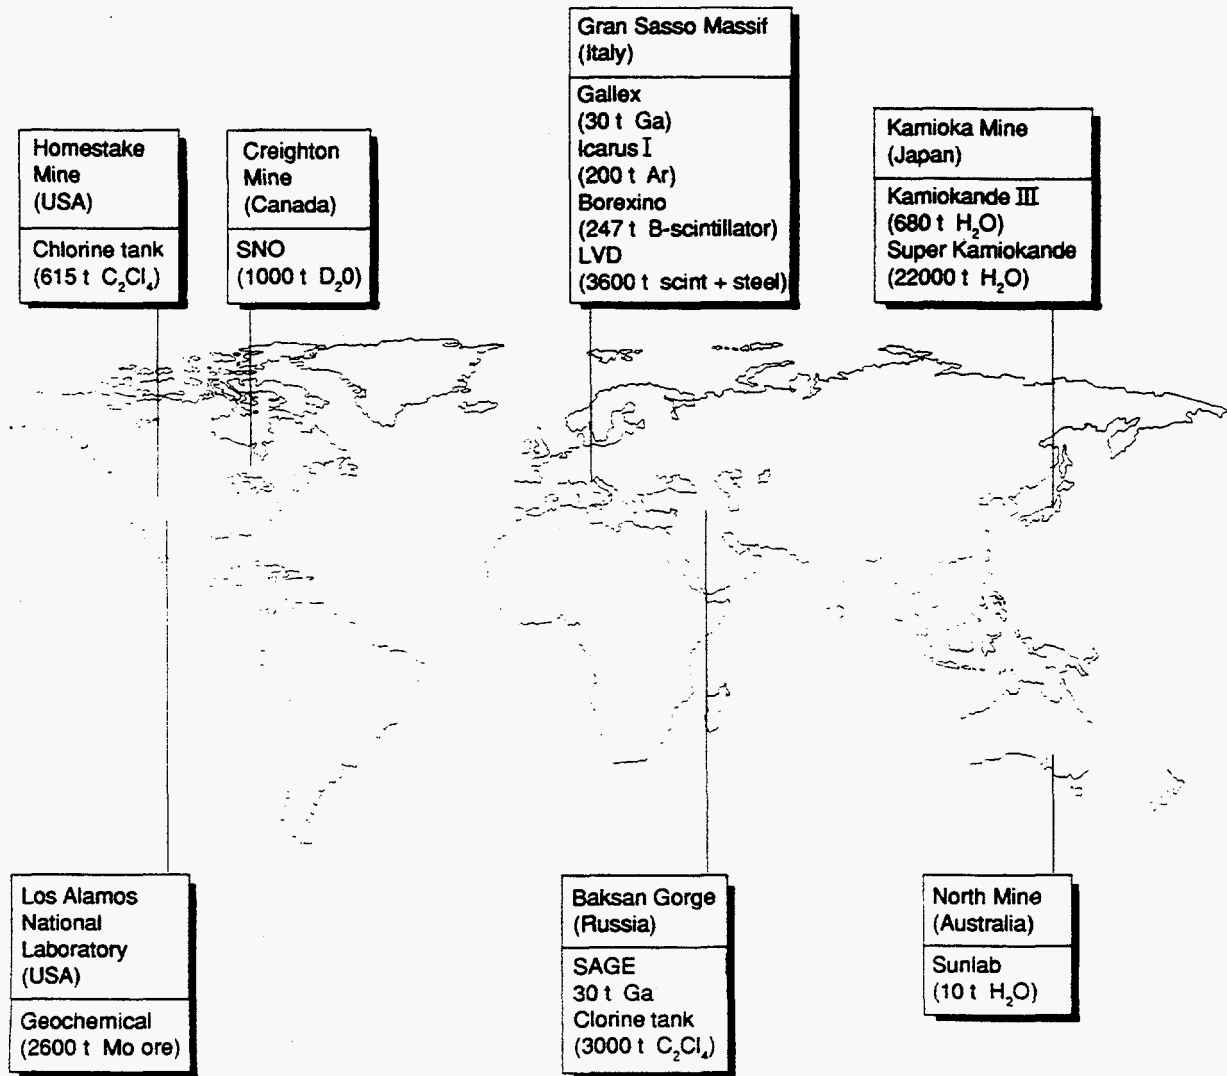 Gran Sasso Massif
(Italy)
Gallex
(30 t Ga)
Icarus I
(200 t Ar)
Borexino
(247 t B-scintillator)
LVD
(3600 t scint + steel)
Homestake
Mine
(USA)
Chlorine tank
(615 t C₂Cl₄)
Creighton
Mine
(Canada)
SNO
(1000 t D₂0)
Kamioka Mine
(Japan)
Kamiokande III
(680 t H₂O)
Super Kamiokande
(22000 t H₂O)
Los Alamos
National
Laboratory
(USA)
Geochemical
(2600 t Mo ore)
Baksan Gorge
(Russia)
SAGE
30 t Ga
Clorine tank
(3000 t C₂Cl₄)
North Mine
(Australia)
Sunlab
(10 t H₂O)